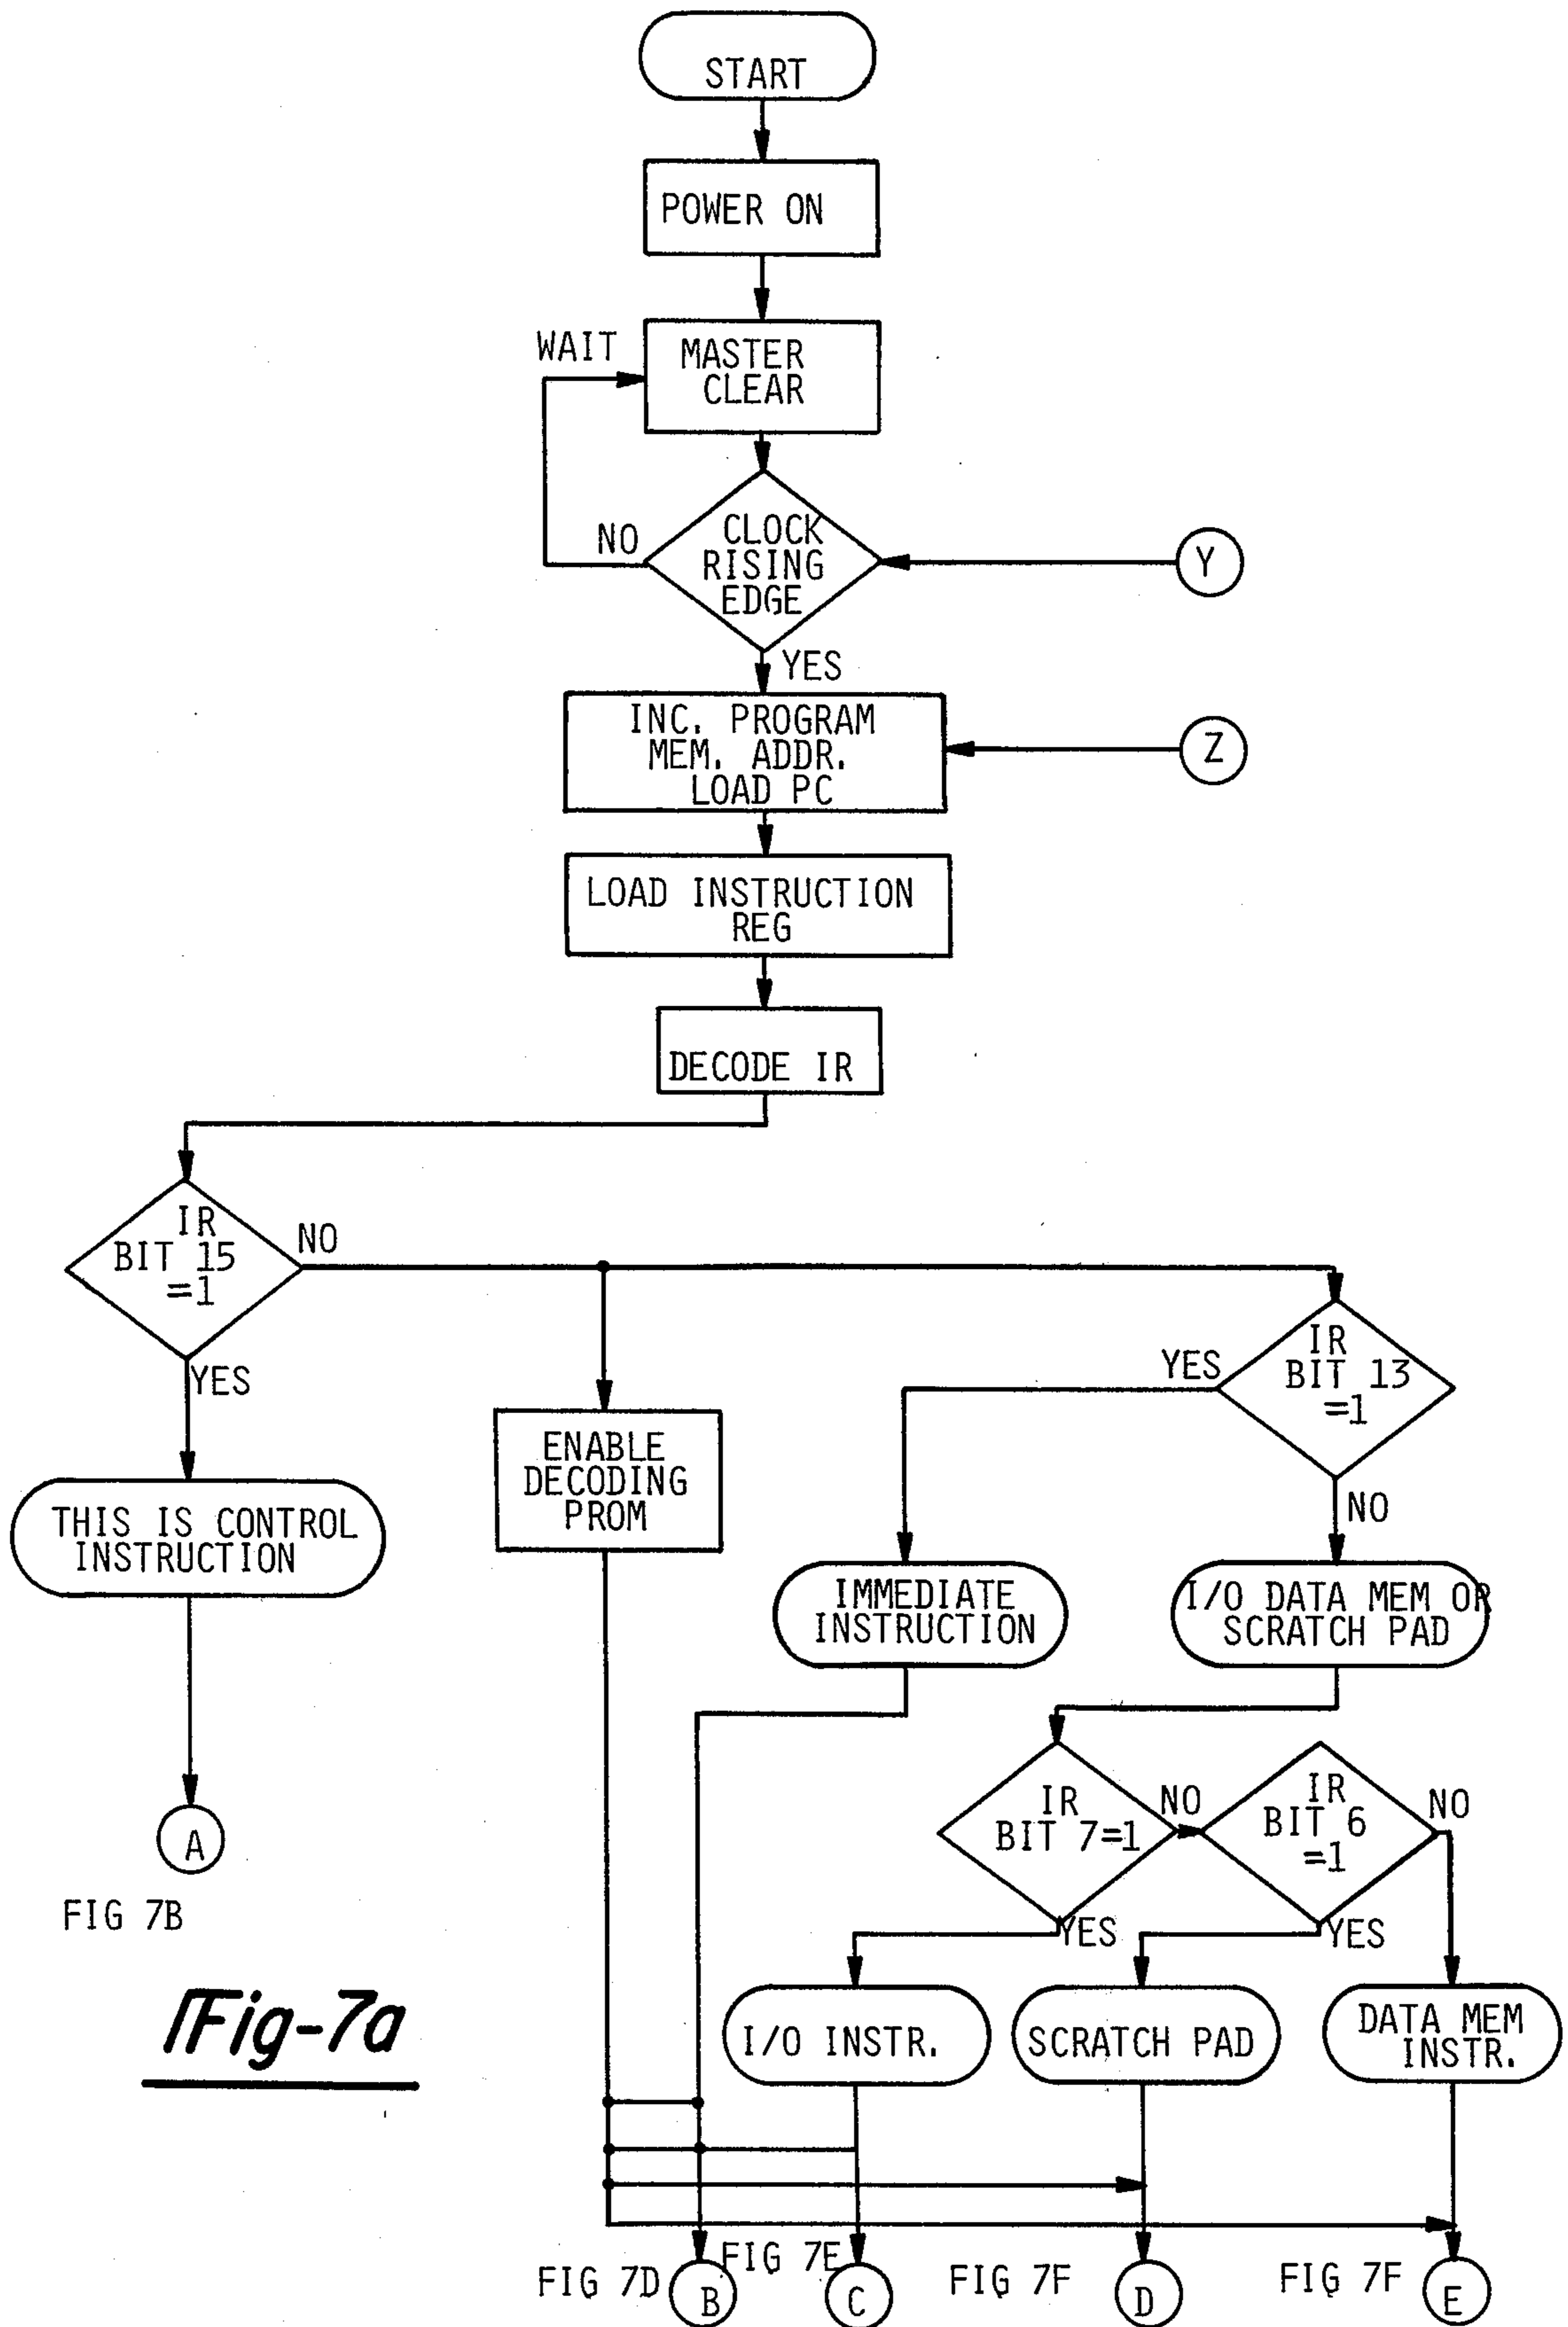 START
POWER ON
WAIT
MASTER
CLEAR
NO
CLOCK
RISING
EDGE
Y
YES
INC. PROGRAM
MEM. ADDR.
LOAD PC
Z
LOAD INSTRUCTION
REG
DECODE IR
IR
BIT 15
=1
NO
YES
IR
BIT 13
=1
YES
NO
THIS IS CONTROL
INSTRUCTION
ENABLE
DECODING
PROM
IMMEDIATE
INSTRUCTION
I/O DATA MEM OR
SCRATCH PAD
A
FIG 7B
IR
BIT 7=1
NO
YES
IR
BIT 6
=1
NO
YES
I/O INSTR.
SCRATCH PAD
DATA MEM
INSTR.
Fig-7a
FIG 7D
B
FIG 7E
C
FIG 7F
D
FIG 7F
E